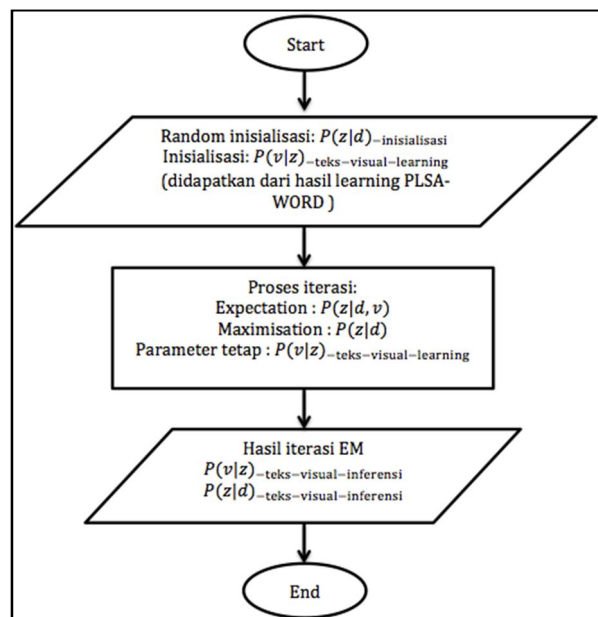 Start
Random inisialisasi: P(z|d)₋inisialisasi
Inisialisasi: P(v|z)₋teks₋visual₋learning
(didapatkan dari hasil learning PLSA-
WORD )
Proses iterasi:
Expectation : P(z|d, v)
Maximisation : P(z|d)
Parameter tetap : P(v|z)₋teks₋visual₋learning
Hasil iterasi EM
P(v|z)₋teks₋visual₋inferensi
P(z|d)₋teks₋visual₋inferensi
End